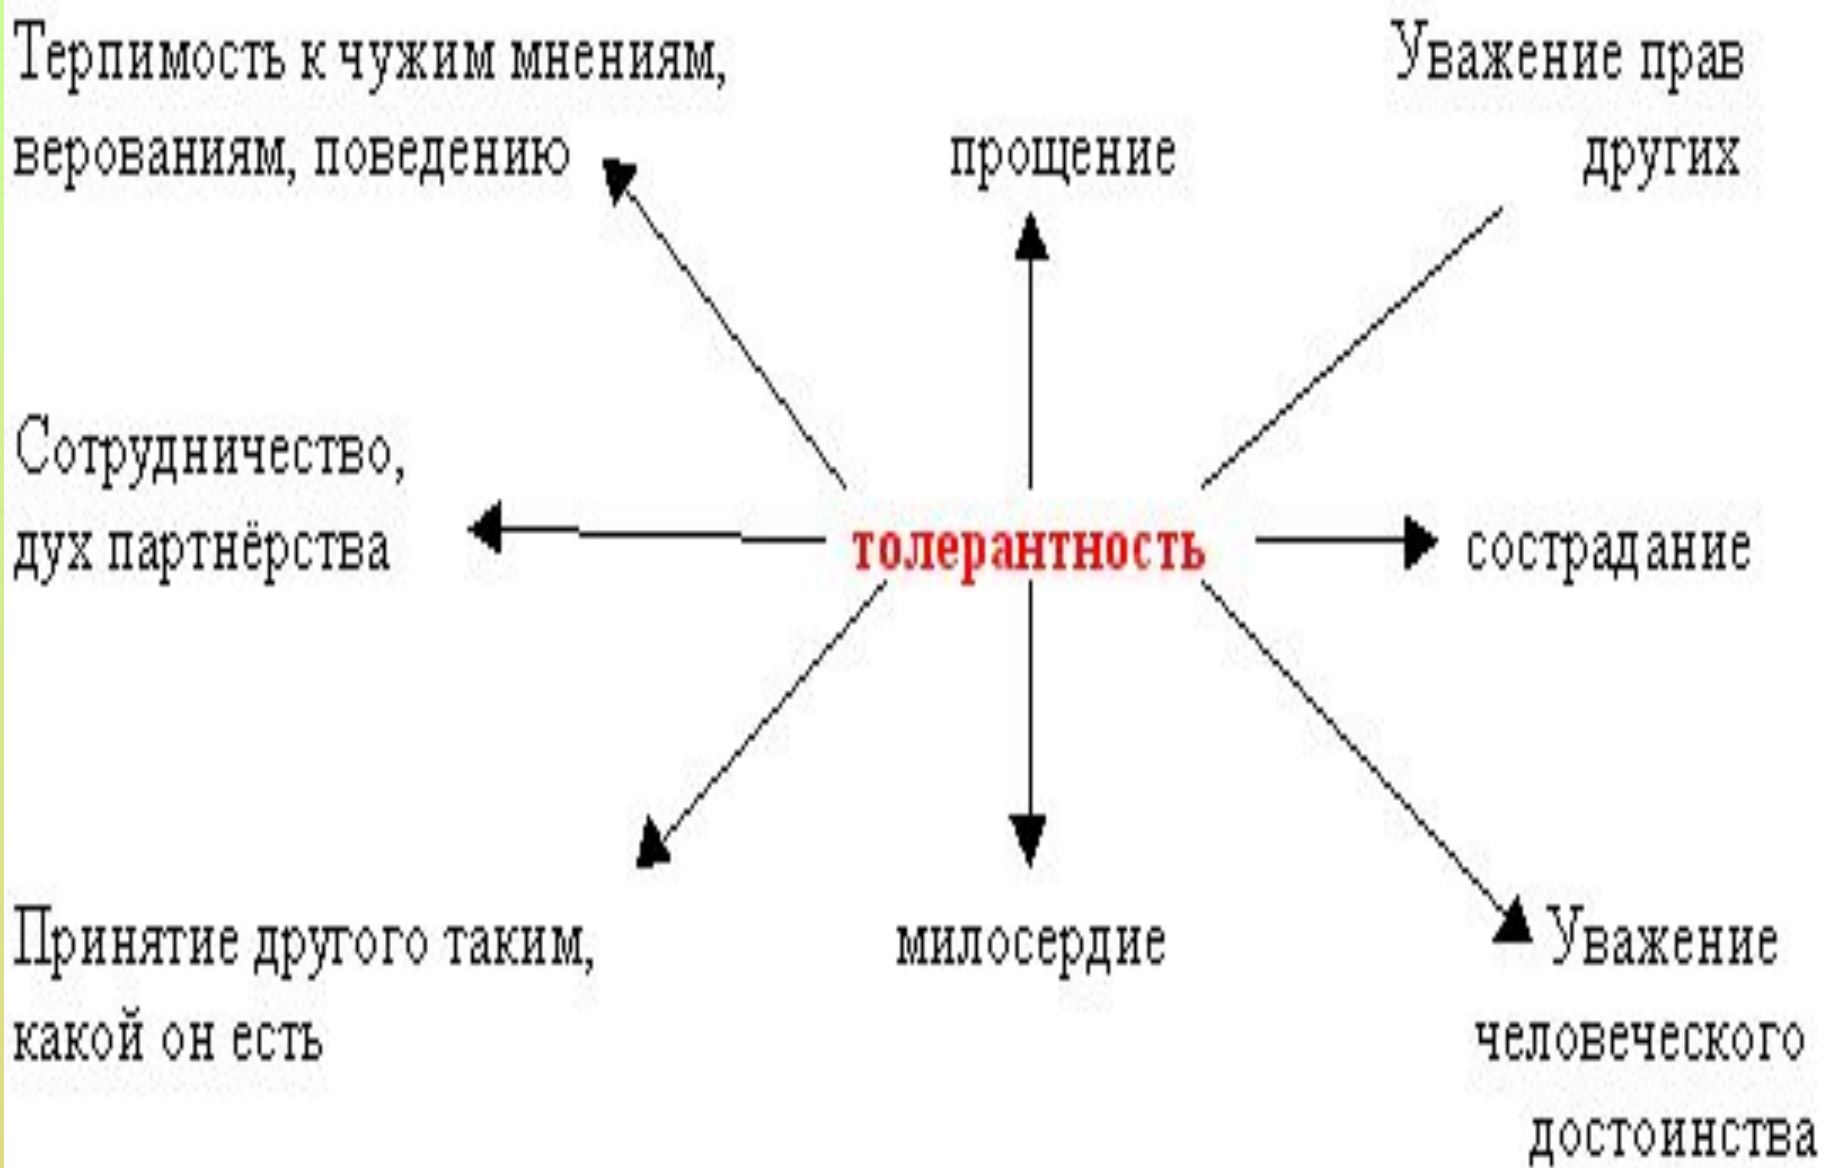 Терпимость к чужим мнениям,
верованиям, поведению
прощение
Уважение прав
других
Сотрудничество,
дух партнёрства
толерантность
сострадание
Принятие другого таким,
какой он есть
милосердие
Уважение
человеческого
достоинства